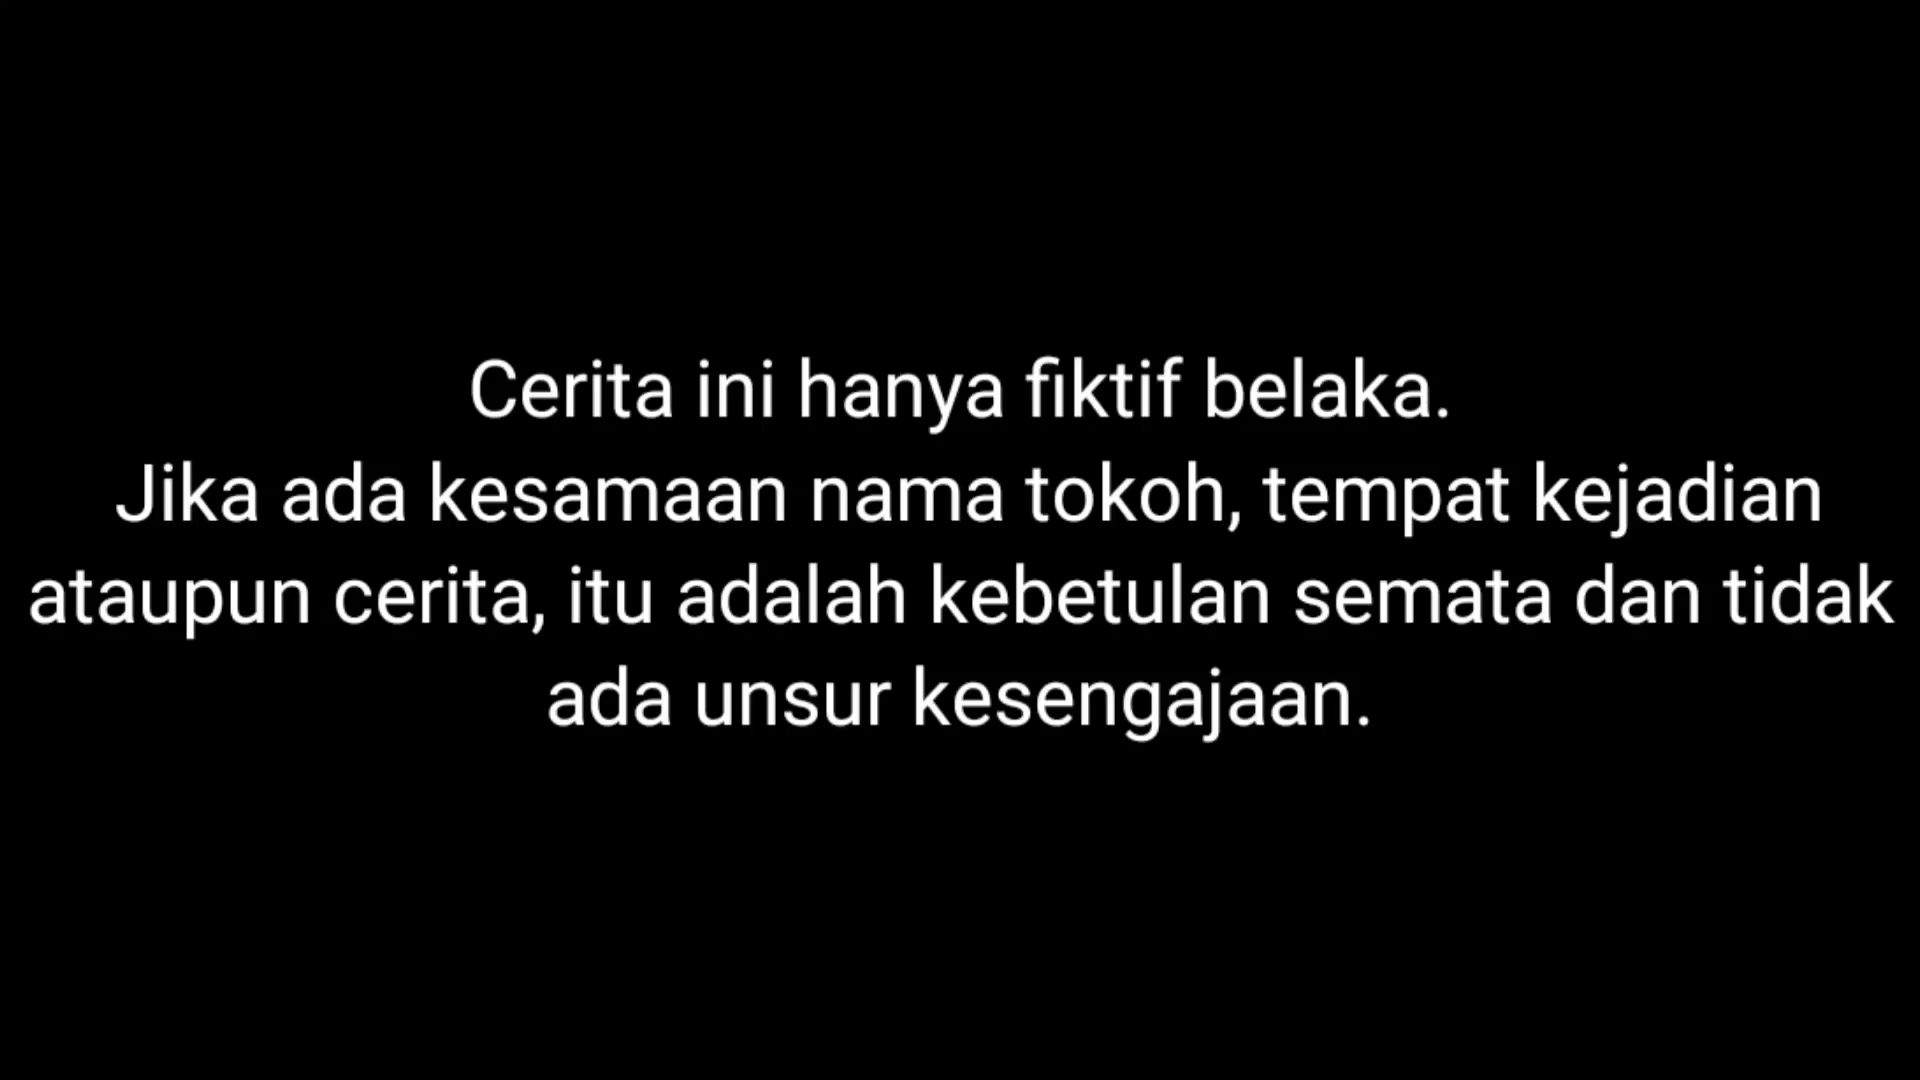 Cerita ini hanya fiktif belaka.
Jika ada kesamaan nama tokoh, tempat kejadian
ataupun cerita, itu adalah kebetulan semata dan tidak
ada unsur kesengajaan.